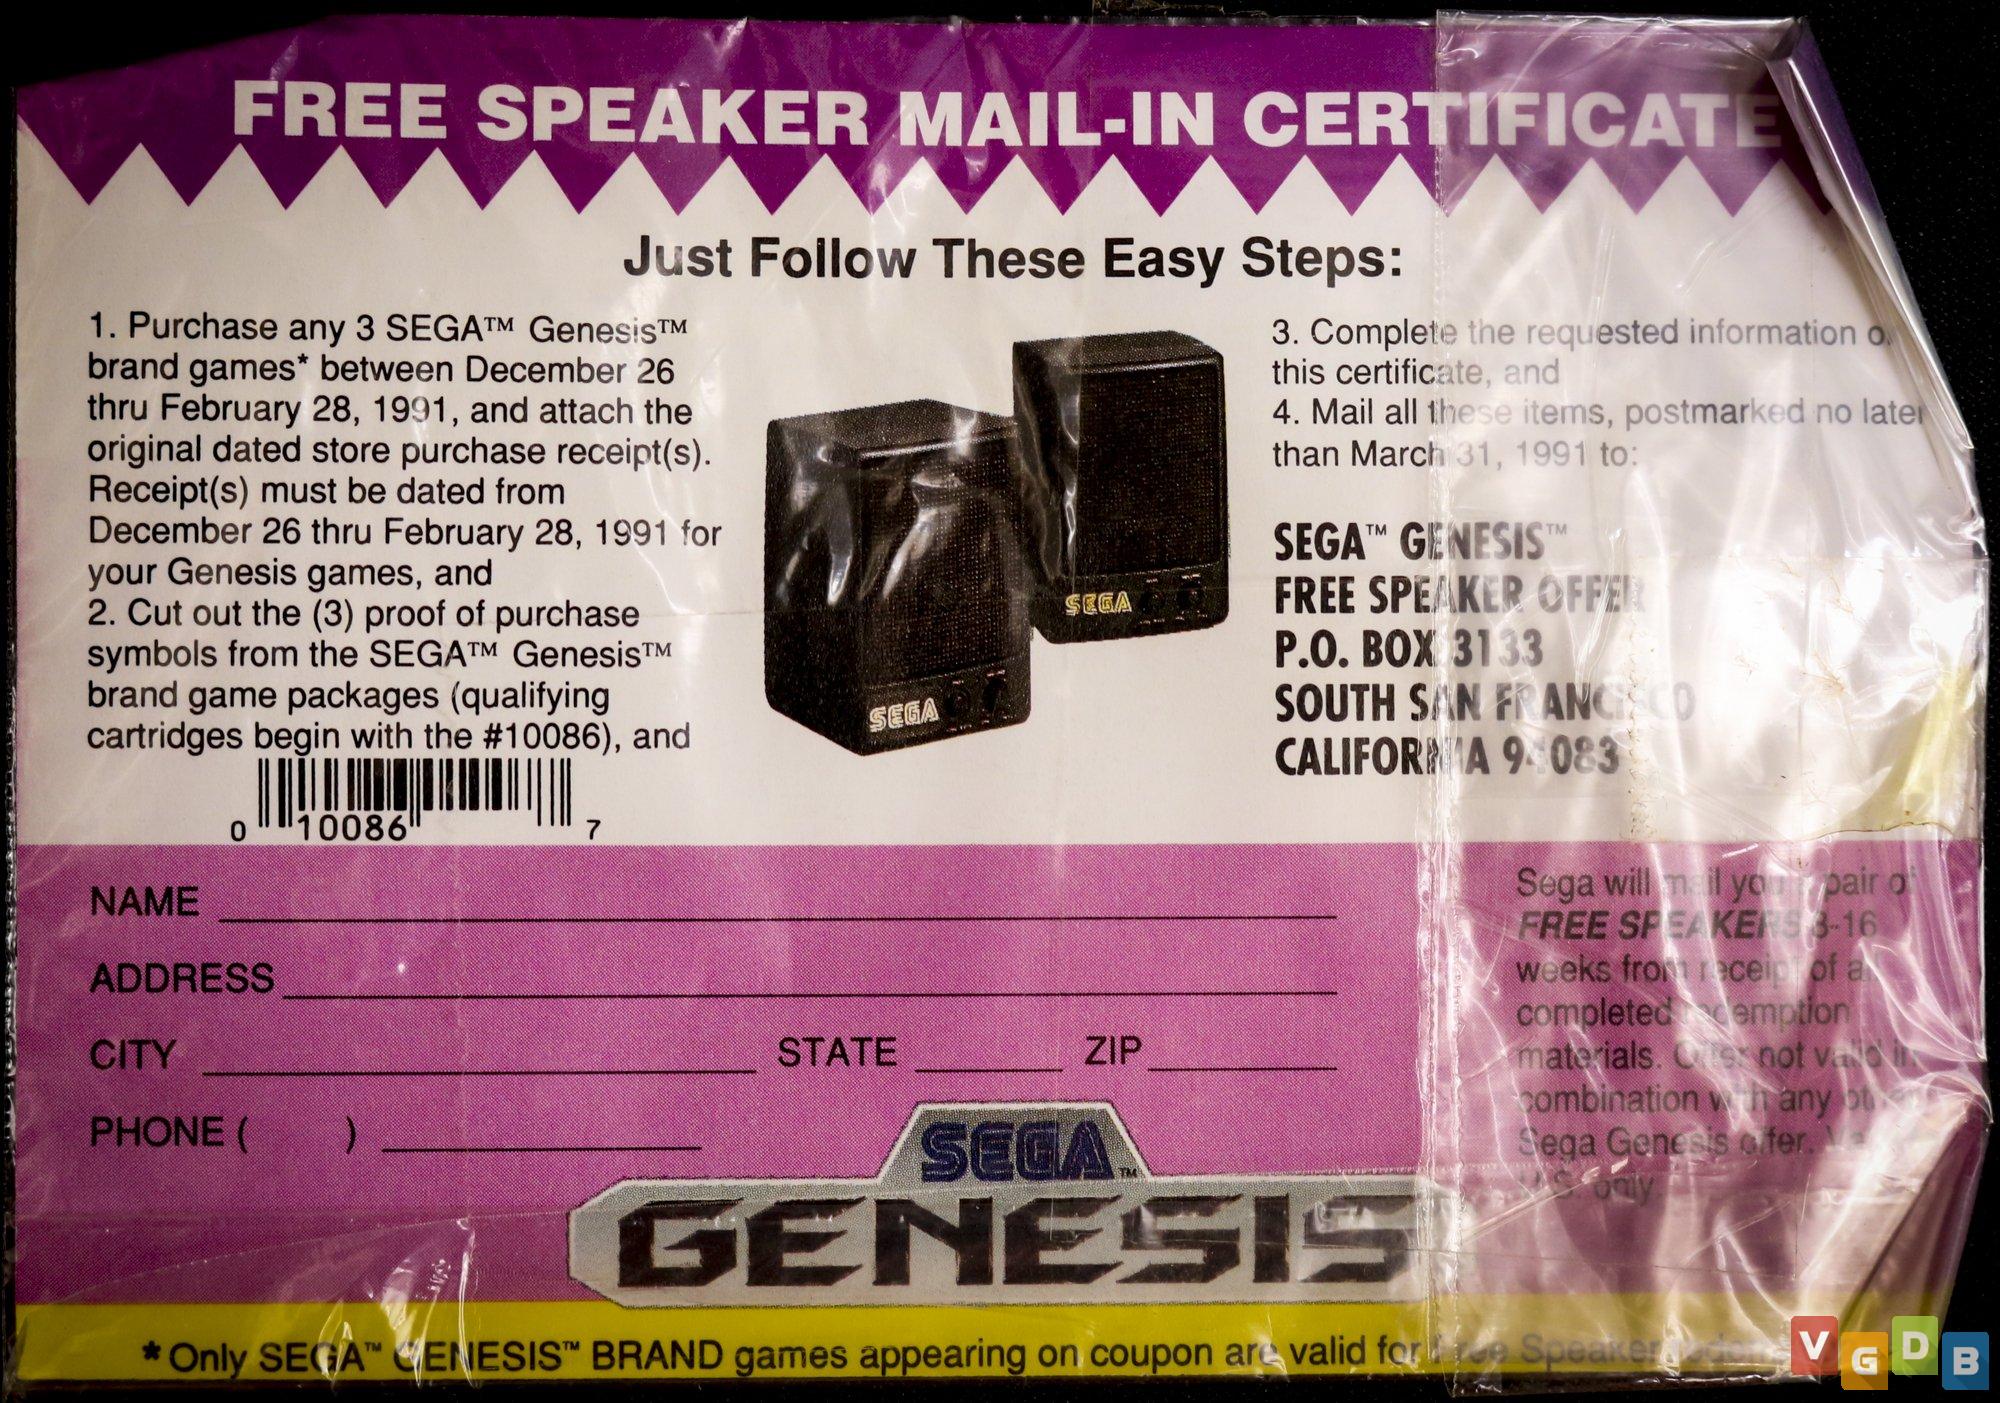 FREE SPEAKER MAIL-IN CERTIFICATE
Just Follow These Easy Steps:
1. Purchase any 3 SEGA™ Genesis™
brand games* between December 26
thru February 28, 1991, and attach the
original dated store purchase receipt(s).
Receipt(s) must be dated from
December 26 thru February 28, 1991 for
your Genesis games, and
2. Cut out the (3) proof of purchase
symbols from the SEGA™ Genesis™
brand game packages (qualifying
cartridges begin with the #10086), and
0 10086 7
SEGA
SEGA
3. Complete the requested information
this certificate, and
4. Mail all these items, postmarked no later
than March 31, 1991 to:
SEGA™ GENESIS™
FREE SPEAKER OFFER
P.O. BOX 3133
SOUTH SAN FRANCISCO
CALIFORNIA 94083
NAME
ADDRESS
CITY STATE ZIP
PHONE ( )
Sega will mail you a pair of
FREE SPEAKERS 8-16
weeks from receipt of all
completed redemption
materials. Offer not valid in
combination with any other
Sega Genesis offer.
U.S. only
SEGA™
GENESIS
*Only SEGA™ GENESIS™ BRAND games appearing on coupon are valid for Free Speaker
VGDB